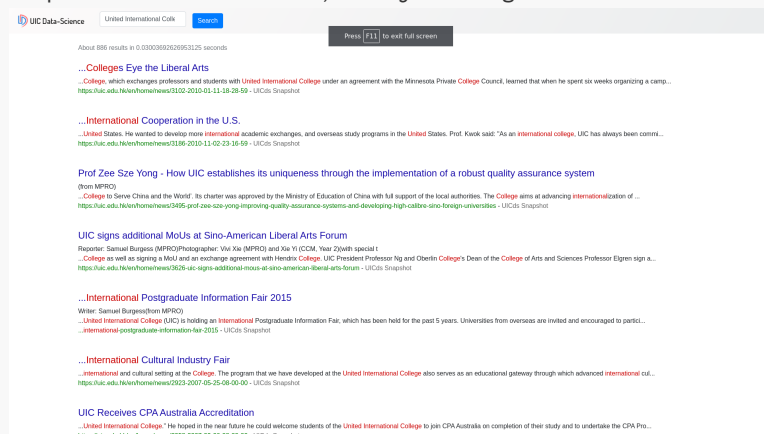 UIC Data-Science
United International Colle
Search
Press F11 to exit full screen
About 886 results in 0.03003692626953125 seconds
...Colleges Eye the Liberal Arts
...College, which exchanges professors and students with United International College under an agreement with the Minnesota Private College Council, learned that when he spent six weeks organizing a camp...
https://uic.edu.hk/en/home/news/3102-2010-01-11-18-28-59 - UICds Snapshot
...International Cooperation in the U.S.
...United States. He wanted to develop more international academic exchanges, and overseas study programs in the United States. Prof. Kwok said: "As an international college, UIC has always been commi...
https://uic.edu.hk/en/home/news/3186-2010-11-02-23-16-59 - UICds Snapshot
Prof Zee Sze Yong - How UIC establishes its uniqueness through the implementation of a robust quality assurance system
(from MPRO)
...College to Serve China and the World'. Its charter was approved by the Ministry of Education of China with full support of the local authorities. The College aims at advancing internationalization of ...
https://uic.edu.hk/en/home/news/3495-prof-zee-sze-yong-improving-quality-assurance-systems-and-developing-high-calibre-sino-foreign-universities - UICds Snapshot
UIC signs additional MoUs at Sino-American Liberal Arts Forum
Reporter: Samuel Burgess (MPRO)Photographer: Vivi Xie (MPRO) and Xie Yi (CCM, Year 2)(with special t
...College as well as signing a MoU and an exchange agreement with Hendrix College. UIC President Professor Ng and Oberlin College's Dean of the College of Arts and Sciences Professor Elgren sign a...
https://uic.edu.hk/en/home/news/3626-uic-signs-additional-mous-at-sino-american-liberal-arts-forum - UICds Snapshot
...International Postgraduate Information Fair 2015
Writer: Samuel Burgess(from MPRO)
...United International College (UIC) is holding an International Postgraduate Information Fair, which has been held for the past 5 years. Universities from overseas are invited and encouraged to partici...
...international-postgraduate-information-fair-2015 - UICds Snapshot
...International Cultural Industry Fair
...international and cultural setting at the College. The program that we have developed at the United International College also serves as an educational gateway through which advanced international cul...
https://uic.edu.hk/en/home/news/2923-2007-05-25-08-00-00 - UICds Snapshot
UIC Receives CPA Australia Accreditation
...United International College." He hoped in the near future he could welcome students of the United International College to join CPA Australia on completion of their study and to undertake the CPA Pro...